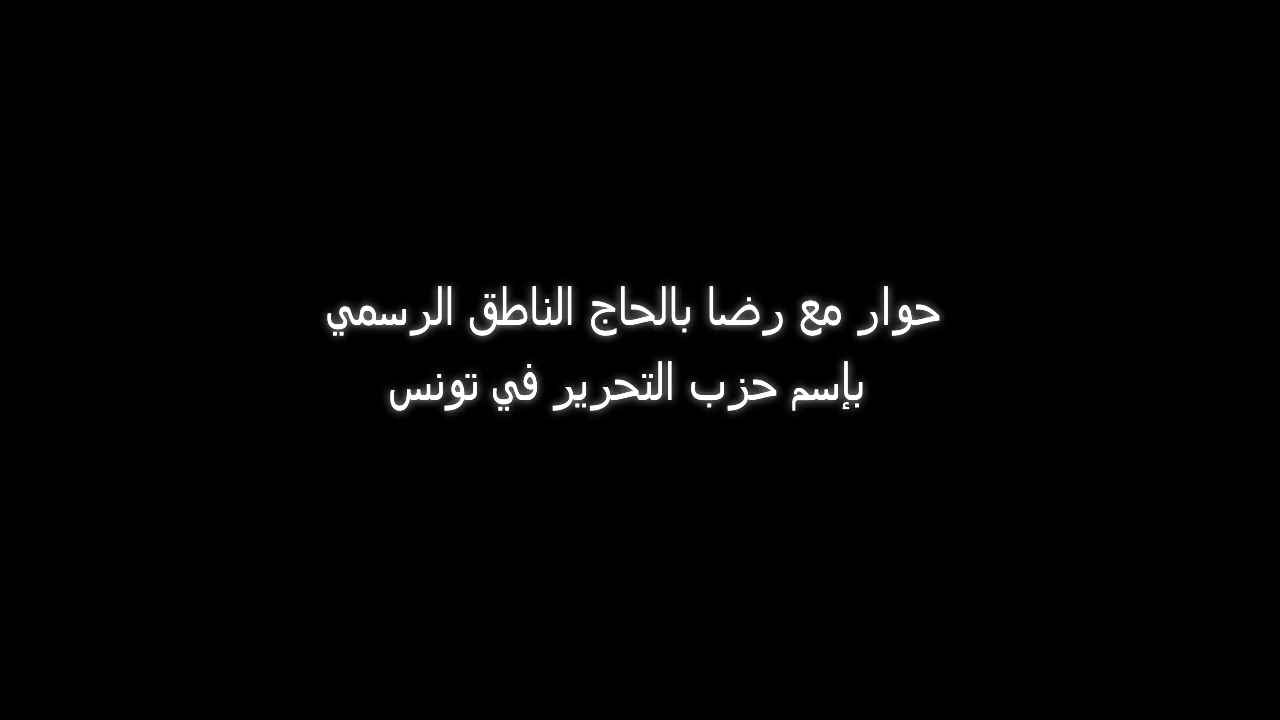 حوار مع رضا بالحاج الناطق الرسمي
بإسم حزب التحرير في تونس